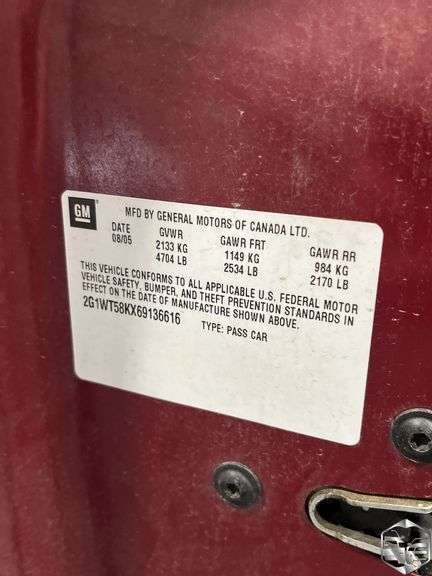 GM
MFD BY GENERAL MOTORS OF CANADA LTD.
DATE GVWR GAWR FRT GAWR RR
08/05 2133 KG 1149 KG 984 KG
4704 LB 2534 LB 2170 LB
THIS VEHICLE CONFORMS TO ALL APPLICABLE U.S. FEDERAL MOTOR
VEHICLE SAFETY, BUMPER, AND THEFT PREVENTION STANDARDS IN
EFFECT ON THE DATE OF MANUFACTURE SHOWN ABOVE.
2G1WT58KX69136616 TYPE: PASS CAR